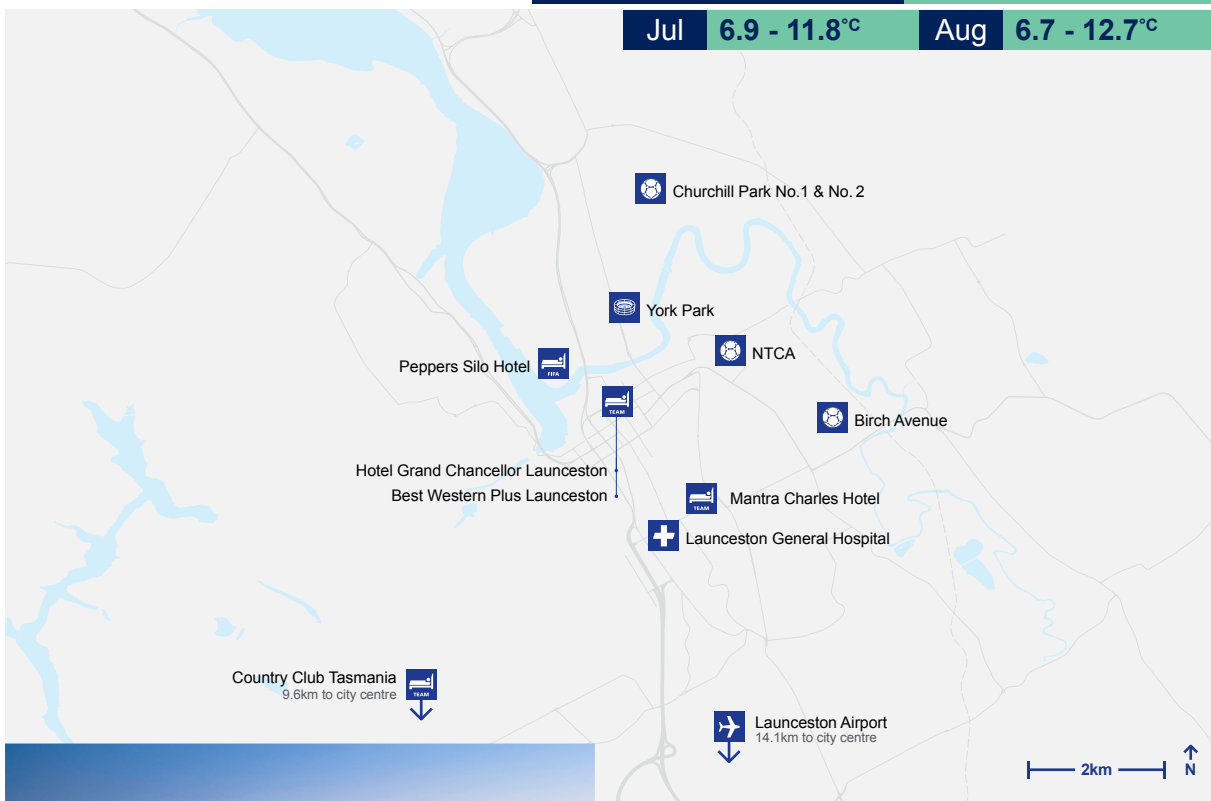 Jul 6.9 - 11.8°C Aug 6.7 - 12.7°C
Churchill Park No.1 & No. 2
York Park
NTCA
Peppers Silo Hotel
FIFA
TEAM
Birch Avenue
Hotel Grand Chancellor Launceston
Best Western Plus Launceston
TEAM
Mantra Charles Hotel
Launceston General Hospital
Country Club Tasmania
9.6km to city centre
TEAM
Launceston Airport
14.1km to city centre
2km
N